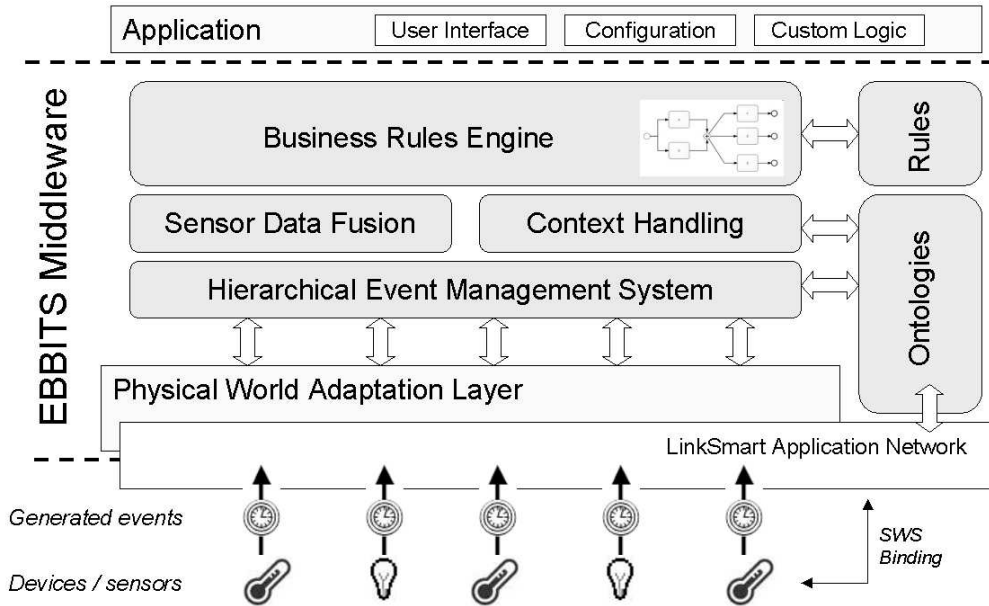 Application
User Interface
Configuration
Custom Logic
EBBITS Middleware
Business Rules Engine
Rules
Sensor Data Fusion
Context Handling
Ontologies
Hierarchical Event Management System
Physical World Adaptation Layer
LinkSmart Application Network
Generated events
SWS
Binding
Devices / sensors